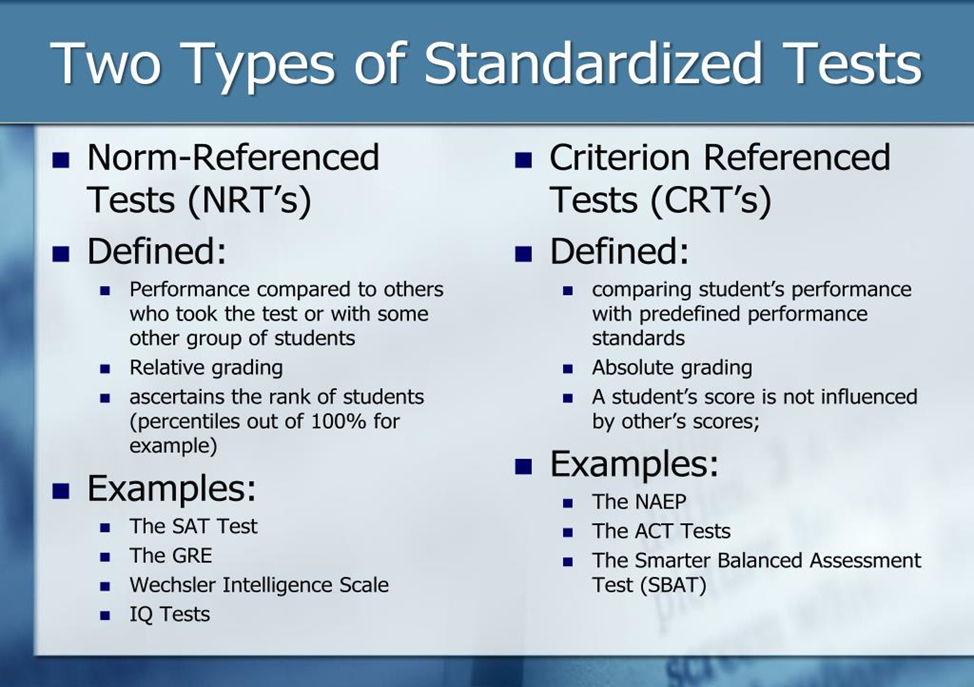 Two Types of Standardized Tests
Norm-Referenced
Tests (NRT's)
Defined:
Performance compared to others
who took the test or with some
other group of students
Relative grading
ascertains the rank of students
(percentiles out of 100% for
example)
Examples:
The SAT Test
The GRE
Wechsler Intelligence Scale
IQ Tests
Criterion Referenced
Tests (CRT's)
Defined:
comparing student's performance
with predefined performance
standards
Absolute grading
A student's score is not influenced
by other's scores;
Examples:
The NAEP
The ACT Tests
The Smarter Balanced Assessment
Test (SBAT)